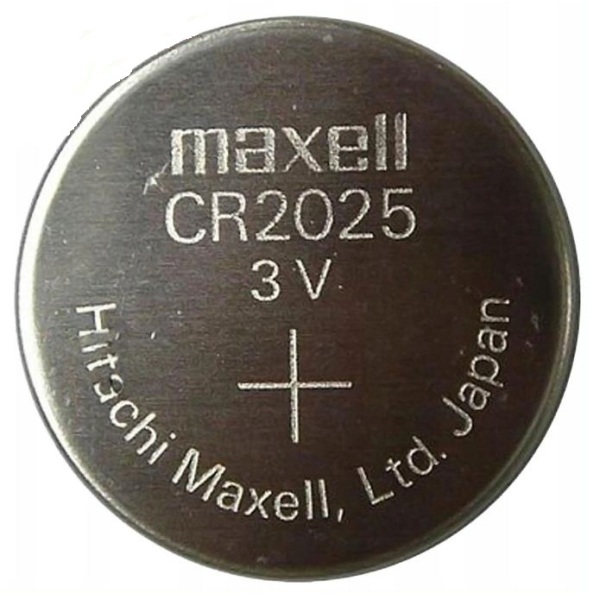 maxell
CR2025
3 V
+
Hitachi Maxell, Ltd. Japan